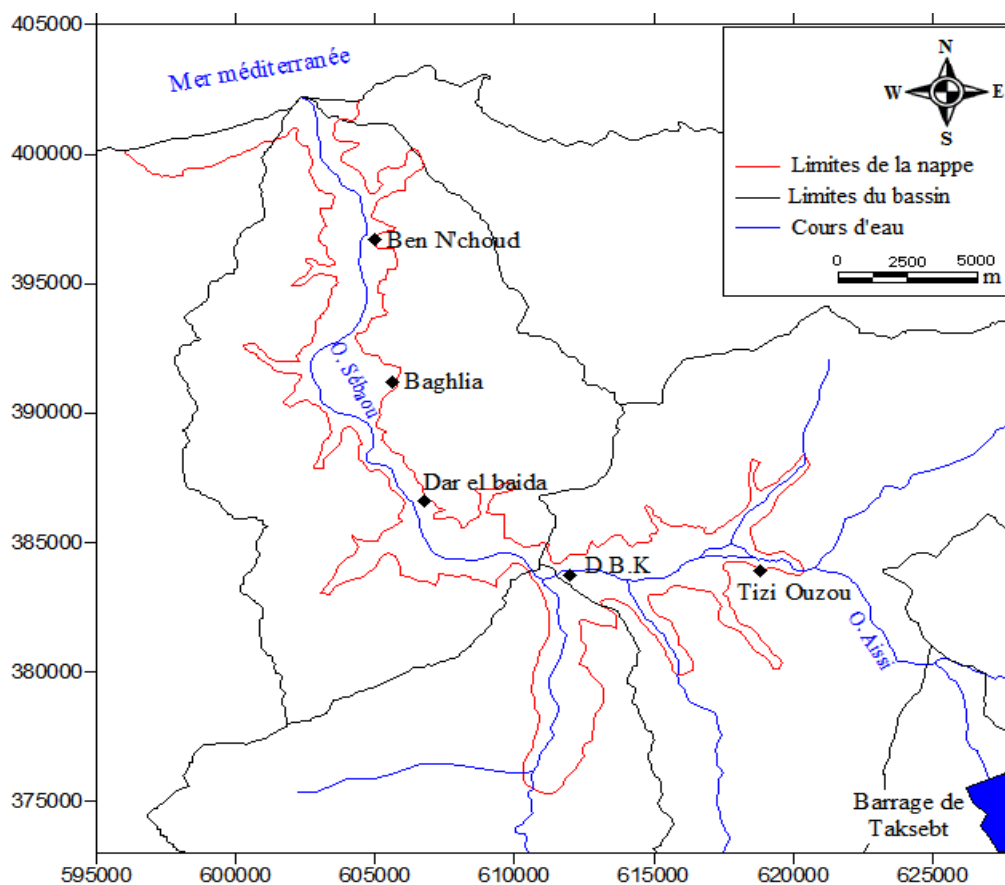 405000
400000
395000
390000
385000
380000
375000
595000
600000
605000
610000
615000
620000
625000
Mer méditerranée
N
W
E
S
Limites de la nappe
Limites du bassin
Cours d'eau
0
2500
5000
m
Ben N'choud
O. Sébaou
Baghlia
Dar el baida
D.B.K
Tizi Ouzou
O. Aissi
Barrage de
Taksebt